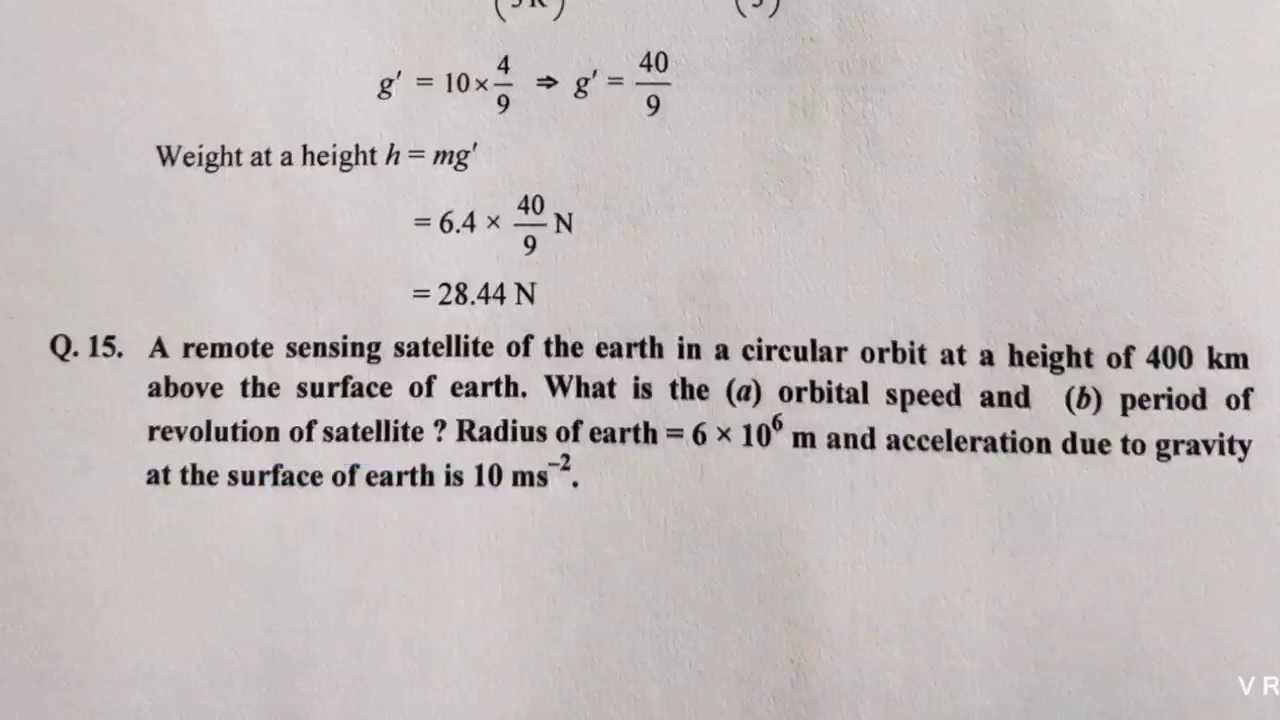 g′ = 10 × 4/9 ⇒ g′ = 40/9
Weight at a height h = mg′
= 6.4 × 40/9 N
= 28.44 N
Q. 15. A remote sensing satellite of the earth in a circular orbit at a height of 400 km
above the surface of earth. What is the (a) orbital speed and (b) period of
revolution of satellite ? Radius of earth = 6 × 10⁶ m and acceleration due to gravity
at the surface of earth is 10 ms⁻².
V R